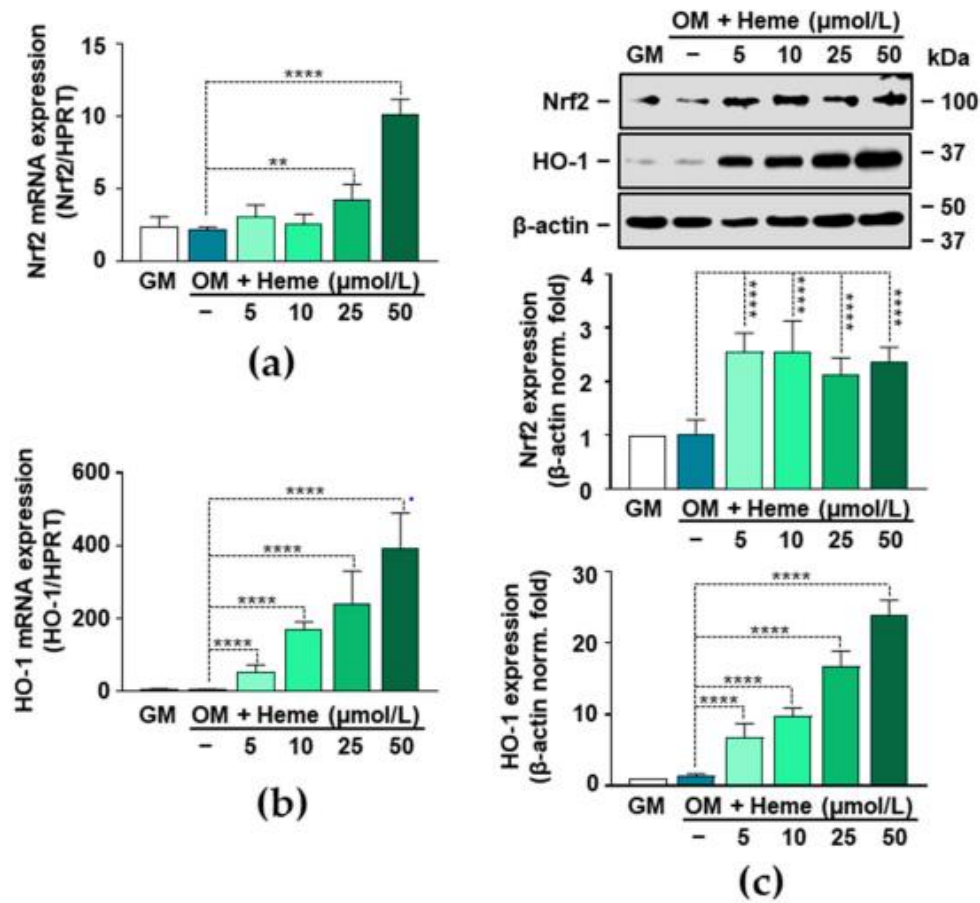 15
10
5
0
Nrf2 mRNA expression
(Nrf2/HPRT)
****
**
GM OM + Heme (µmol/L)
– 5 10 25 50
(a)
600
400
200
0
HO-1 mRNA expression
(HO-1/HPRT)
****
****
****
****
GM OM + Heme (µmol/L)
– 5 10 25 50
(b)
OM + Heme (µmol/L)
GM – 5 10 25 50 kDa
Nrf2 – – 100
HO-1 – – 37
β-actin – – 50
– 37
4
3
2
1
0
Nrf2 expression
(β-actin norm. fold)
****
****
****
****
GM OM + Heme (µmol/L)
– 5 10 25 50
30
20
10
0
HO-1 expression
(β-actin norm. fold)
****
****
****
****
GM OM + Heme (µmol/L)
– 5 10 25 50
(c)